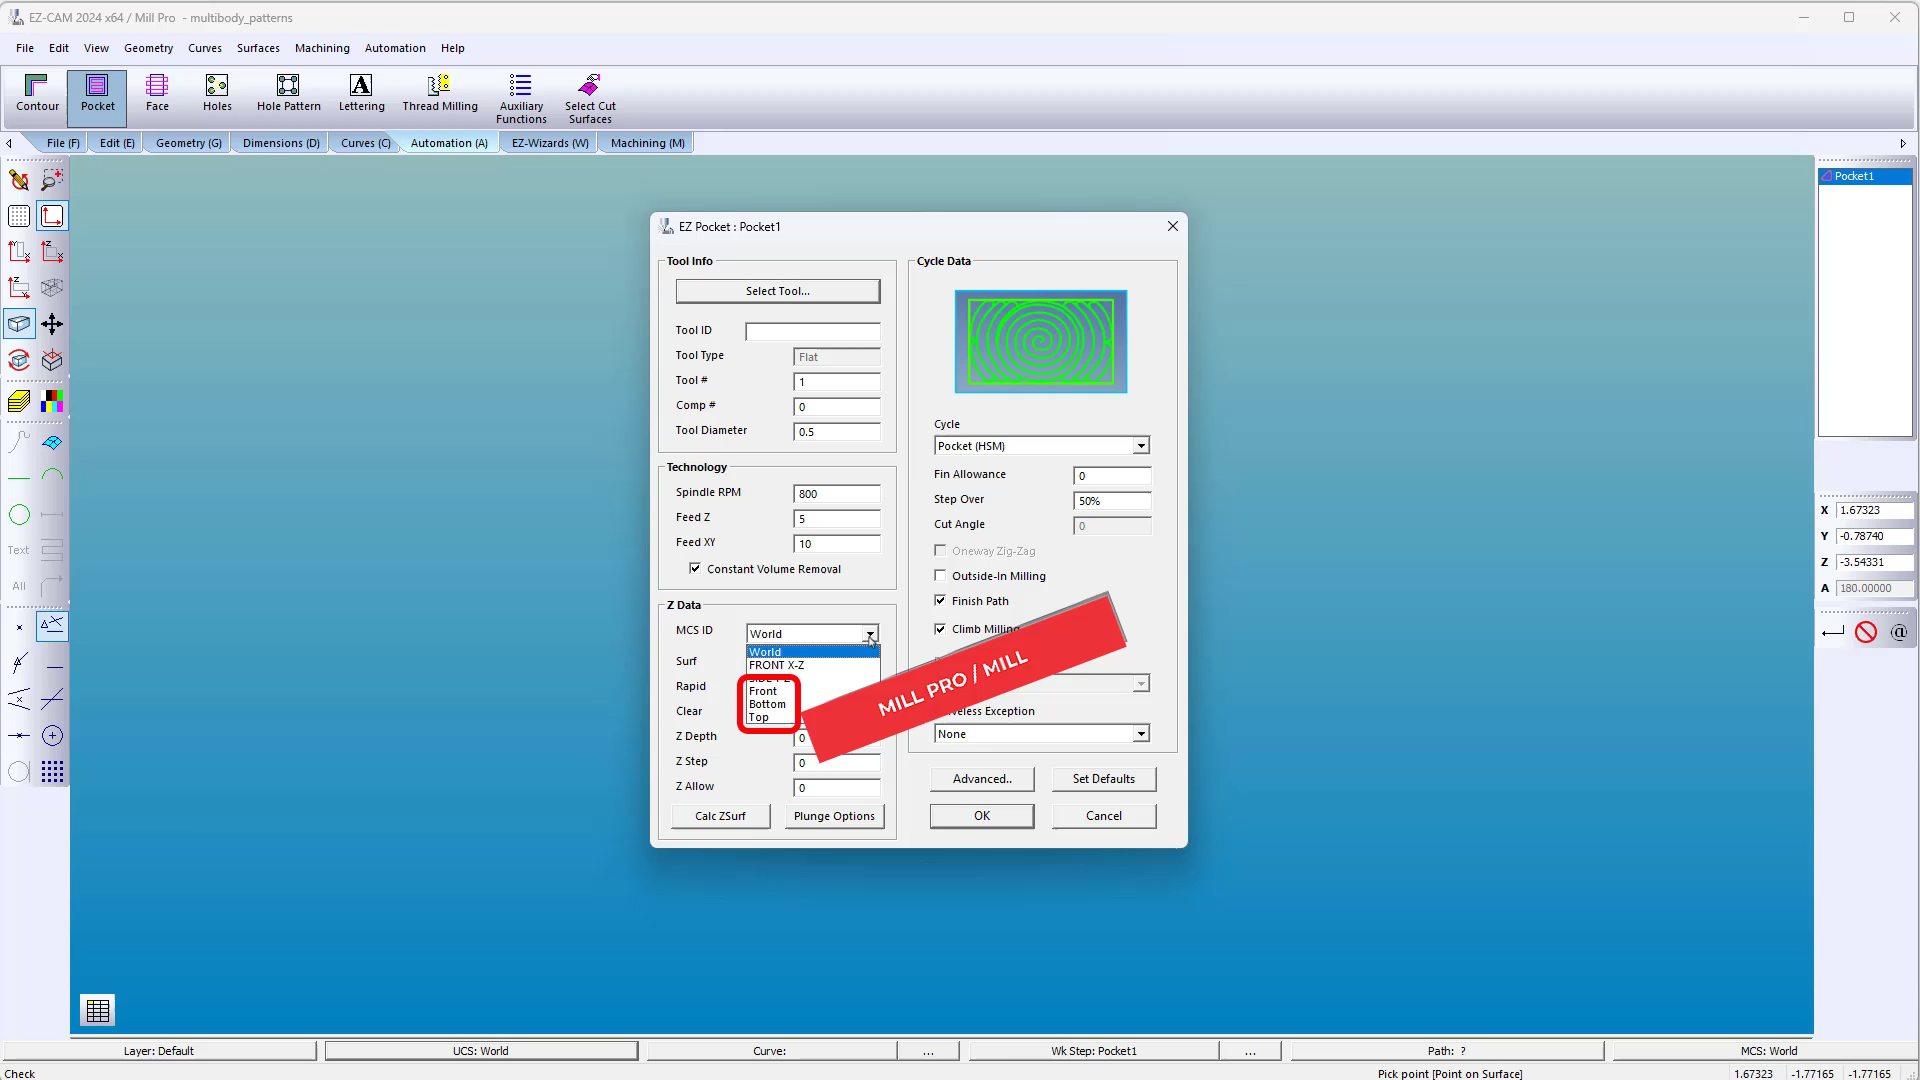 EZ-CAM 2024 x64 / Mill Pro - multibody_patterns
File Edit View Geometry Curves Surfaces Machining Automation Help
Contour Pocket Face Holes Hole Pattern Lettering Thread Milling Auxiliary Functions Select Cut Surfaces
File (F) Edit (E) Geometry (G) Dimensions (D) Curves (C) Automation (A) EZ-Wizards (W) Machining (M)
Pocket1
EZ Pocket : Pocket1
Tool Info
Select Tool...
Tool ID
Tool Type Flat
Tool # 1
Comp # 0
Tool Diameter 0.5
Technology
Spindle RPM 800
Feed Z 5
Feed XY 10
Constant Volume Removal
Z Data
MCS ID World
World
FRONT X-Z
Front
Bottom
Top
Surf
Rapid
Clear
Z Depth 0
Z Step 0
Z Allow 0
Calc ZSurf Plunge Options
Cycle Data
Cycle
Pocket (HSM)
Fin Allowance 0
Step Over 50%
Cut Angle 0
Oneway Zig-Zag
Outside-In Milling
Finish Path
Climb Milling
MILL PRO / MILL
Exception
None
Advanced.. Set Defaults
OK Cancel
Text
All
X 1.67323
Y -0.78740
Z -3.54331
A 180.00000
@
Layer: Default UCS: World Curve: ... Wk Step: Pocket1 ... Path: ? MCS: World
Check Pick point [Point on Surface] 1.67323 -1.77165 -1.77165